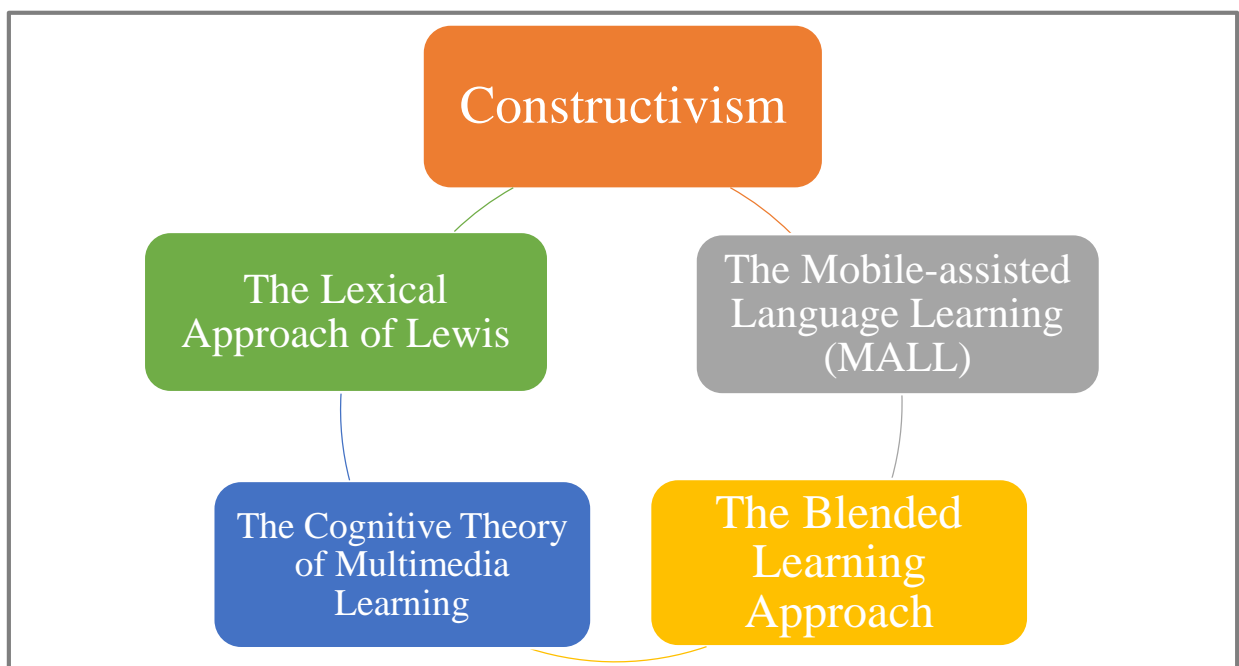 Constructivism
The Lexical
Approach of Lewis
The Mobile-assisted
Language Learning
(MALL)
The Cognitive Theory
of Multimedia
Learning
The Blended
Learning
Approach